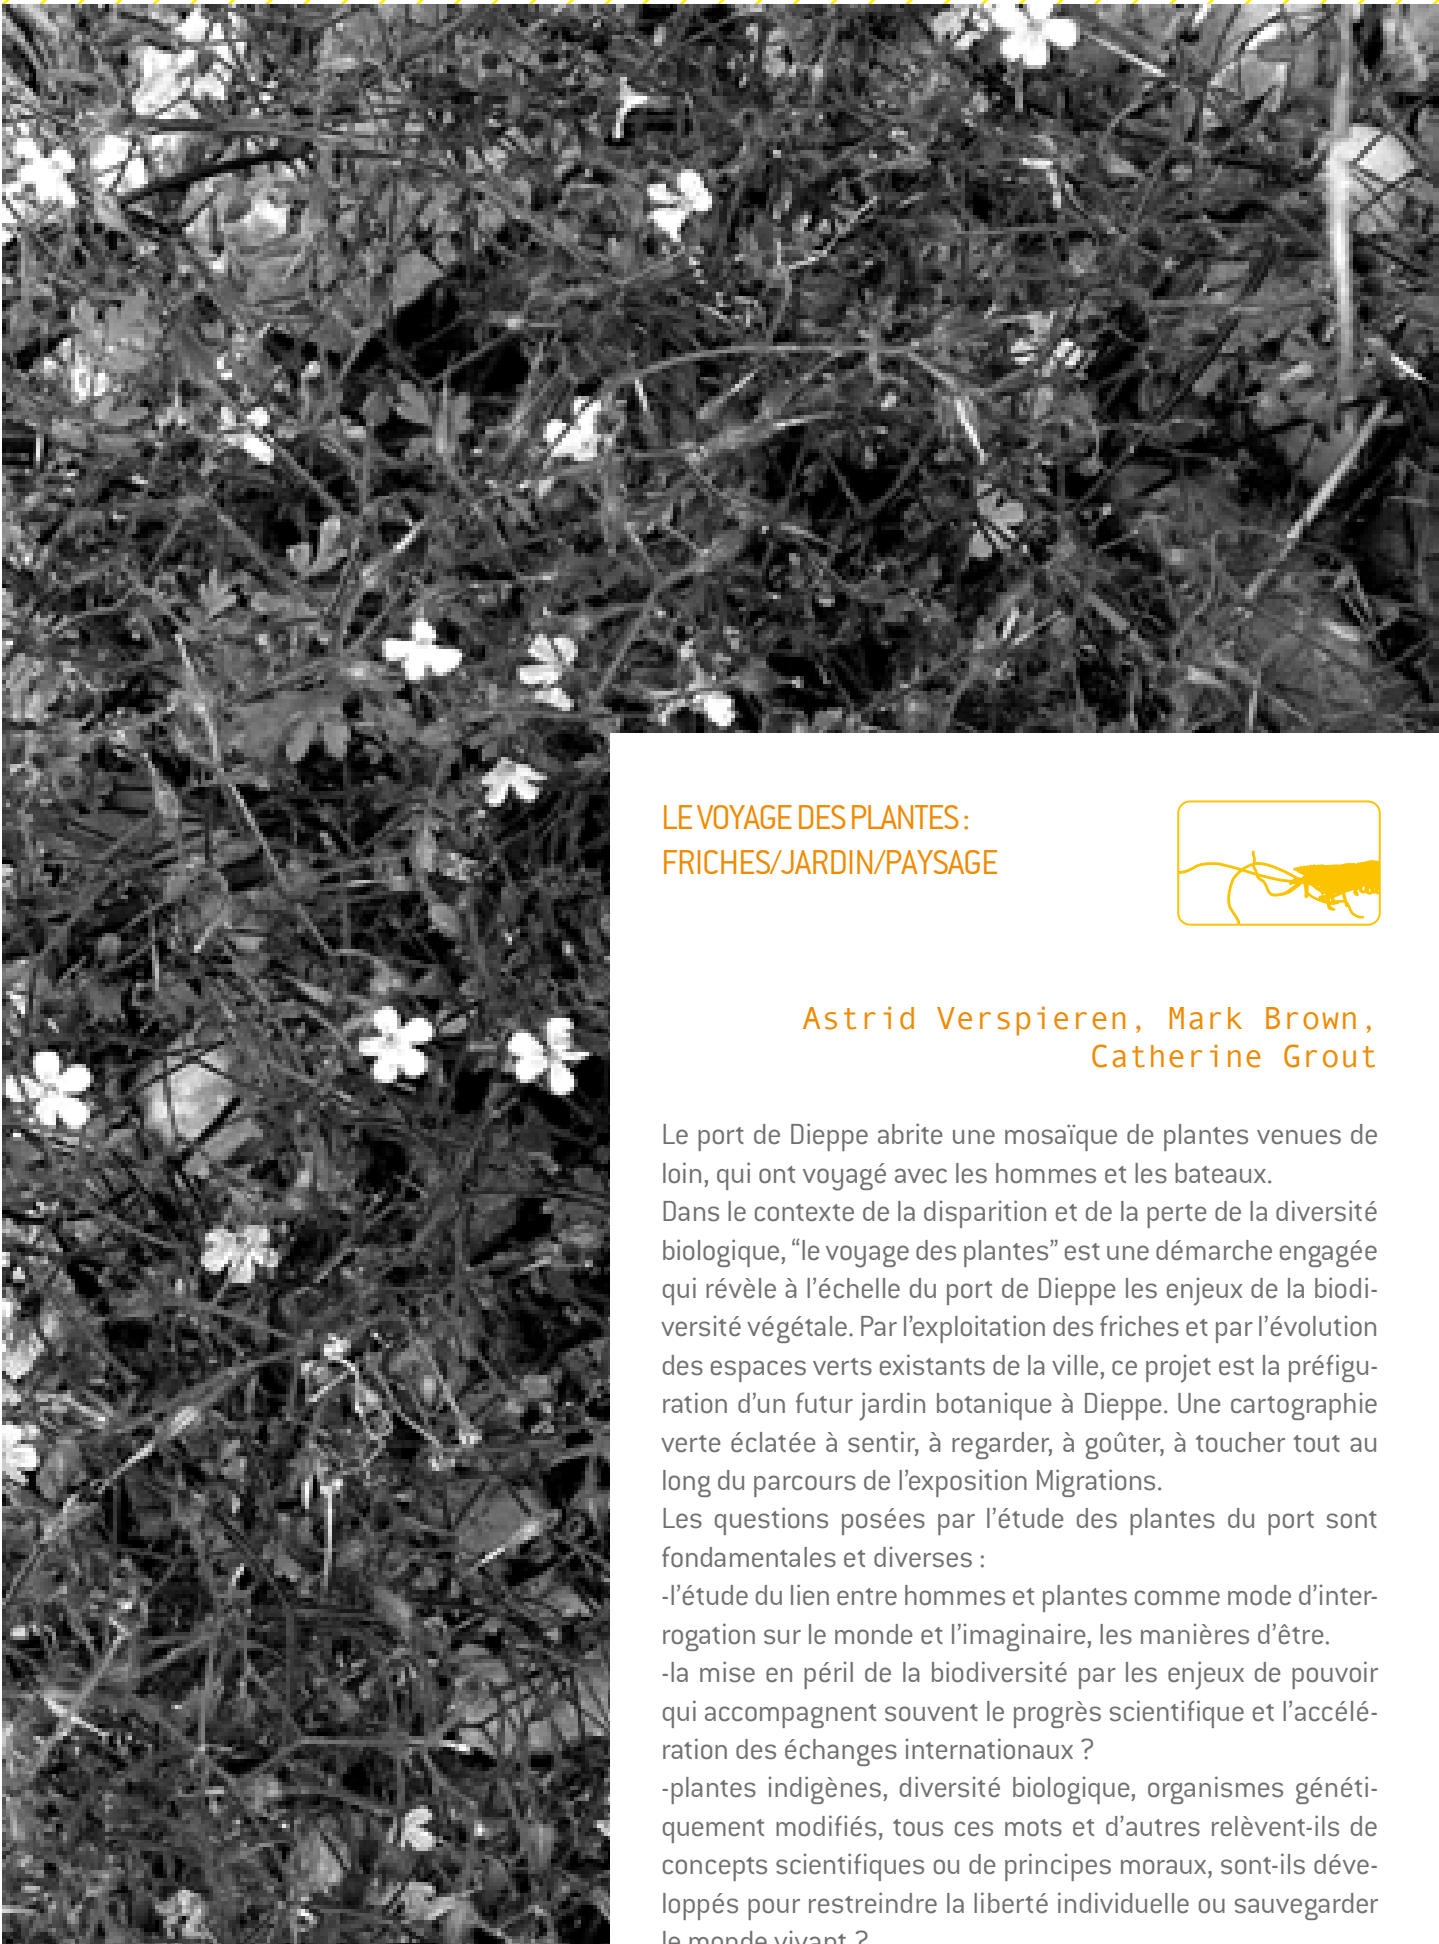 LE VOYAGE DES PLANTES :
FRICHES/JARDIN/PAYSAGE
Astrid Verspieren, Mark Brown,
Catherine Grout
Le port de Dieppe abrite une mosaïque de plantes venues de
loin, qui ont voyagé avec les hommes et les bateaux.
Dans le contexte de la disparition et de la perte de la diversité
biologique, “le voyage des plantes” est une démarche engagée
qui révèle à l’échelle du port de Dieppe les enjeux de la biodi-
versité végétale. Par l’exploitation des friches et par l’évolution
des espaces verts existants de la ville, ce projet est la préfigu-
ration d’un futur jardin botanique à Dieppe. Une cartographie
verte éclatée à sentir, à regarder, à goûter, à toucher tout au
long du parcours de l’exposition Migrations.
Les questions posées par l’étude des plantes du port sont
fondamentales et diverses :
-l’étude du lien entre hommes et plantes comme mode d’inter-
rogation sur le monde et l’imaginaire, les manières d’être.
-la mise en péril de la biodiversité par les enjeux de pouvoir
qui accompagnent souvent le progrès scientifique et l’accélé-
ration des échanges internationaux ?
-plantes indigènes, diversité biologique, organismes généti-
quement modifiés, tous ces mots et d’autres relèvent-ils de
concepts scientifiques ou de principes moraux, sont-ils déve-
loppés pour restreindre la liberté individuelle ou sauvegarder
le monde vivant ?